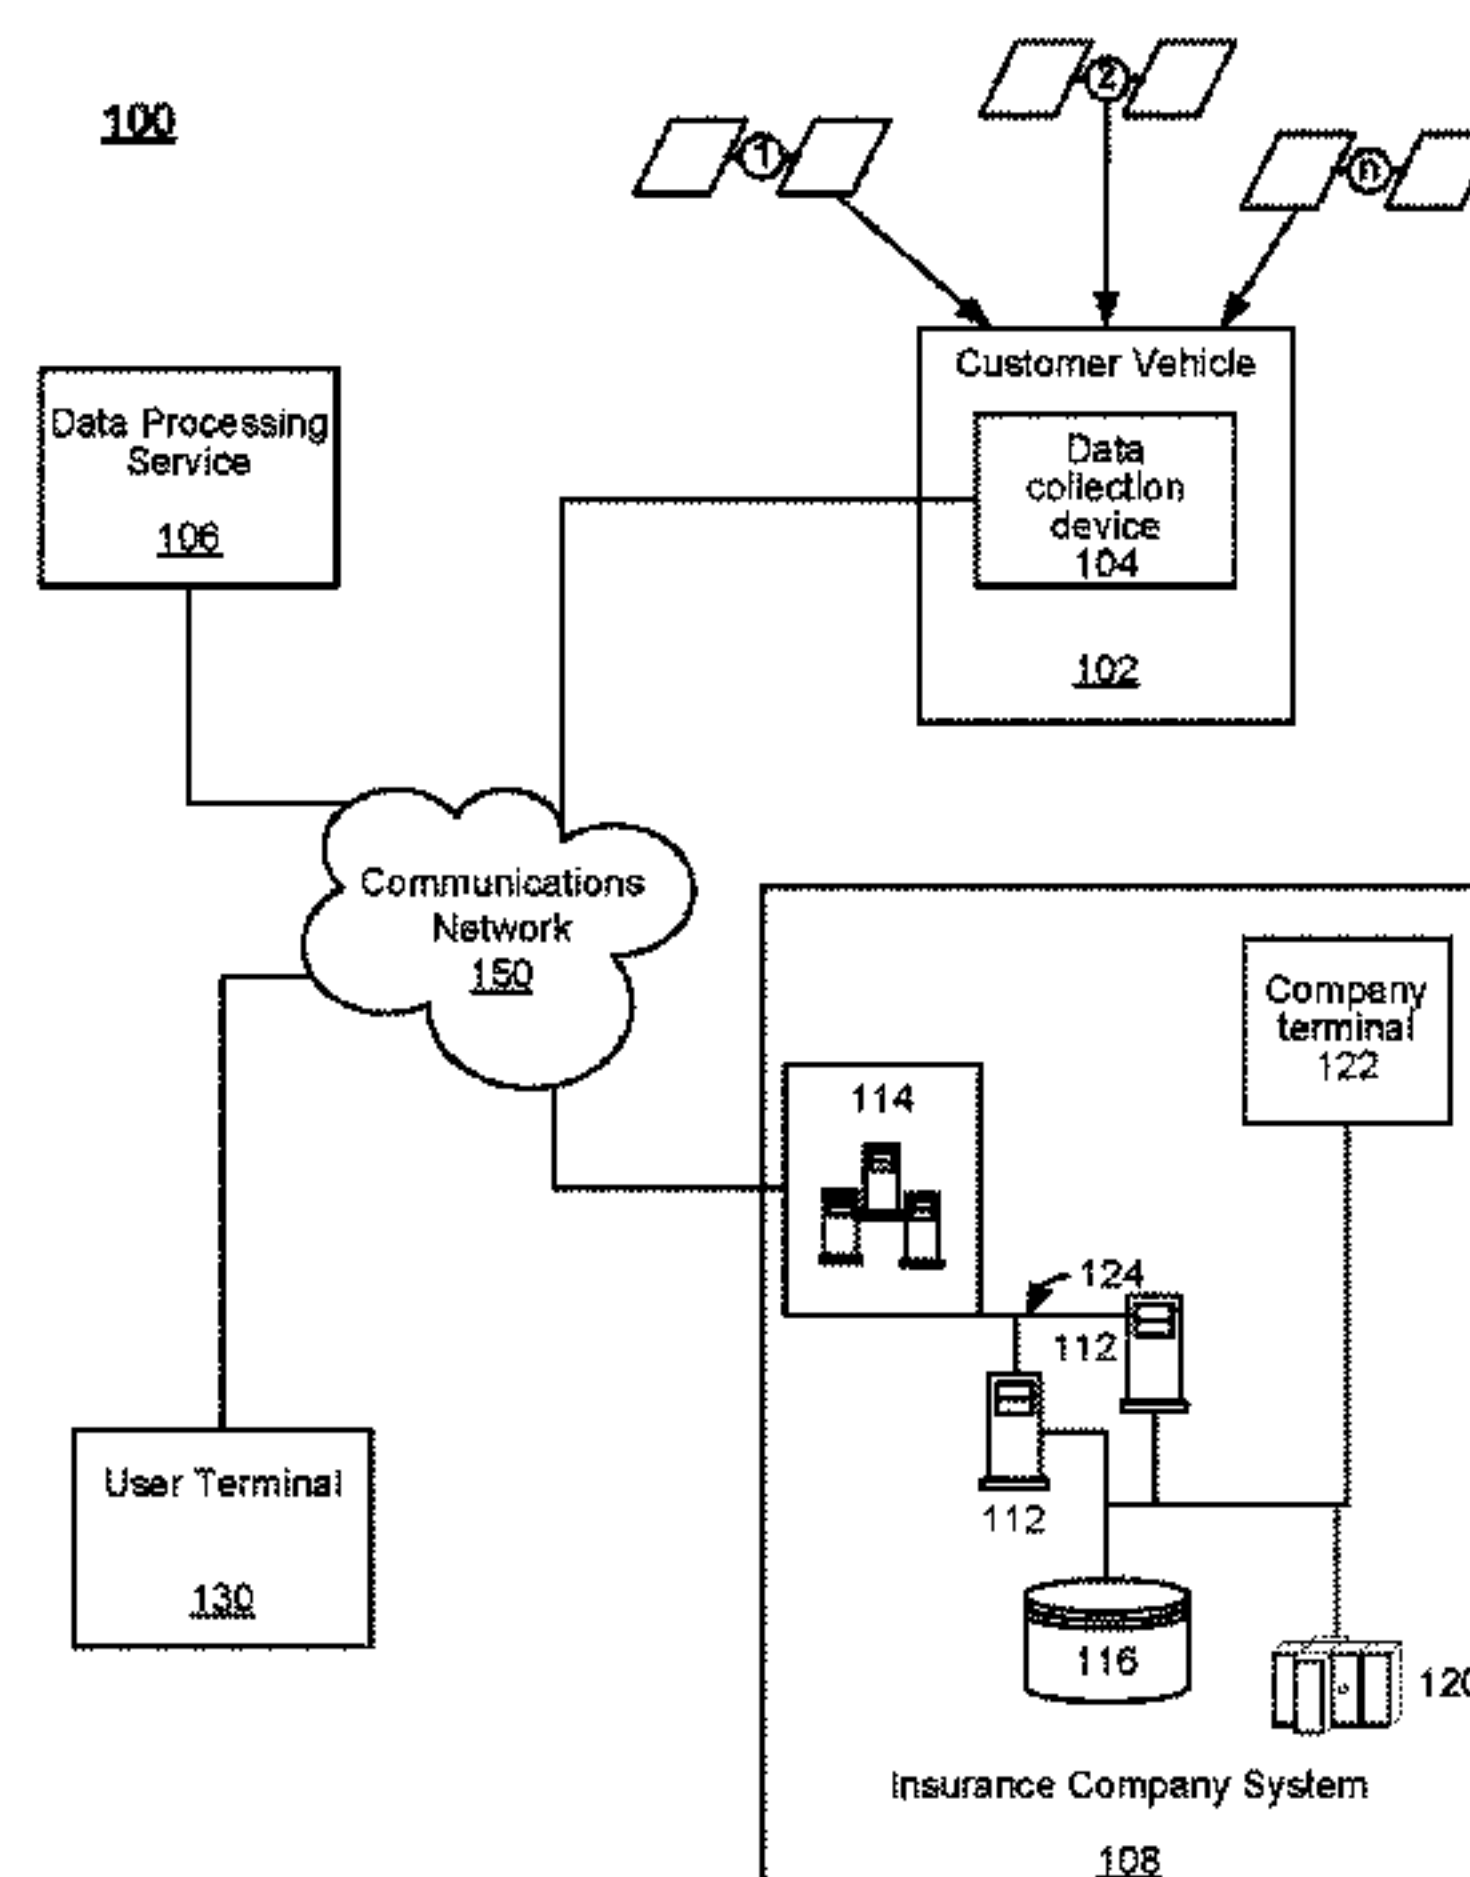 100
1
2
n
Customer Vehicle
Data
collection
device
104
102
Data Processing
Service
106
Communications
Network
150
Company
terminal
122
114
124
112
112
116
120
User Terminal
130
Insurance Company System
108